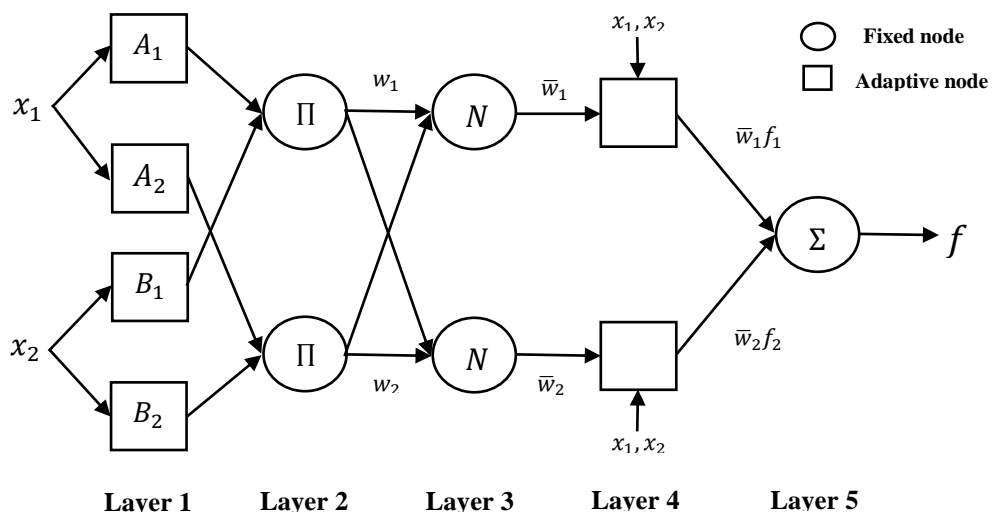 x₁, x₂
Fixed node
Adaptive node
A₁
x₁
A₂
B₁
x₂
B₂
Π
w₁
N
w̅₁
w̅₁f₁
Σ
f
Π
w₂
N
w̅₂
w̅₂f₂
x₁, x₂
Layer 1
Layer 2
Layer 3
Layer 4
Layer 5